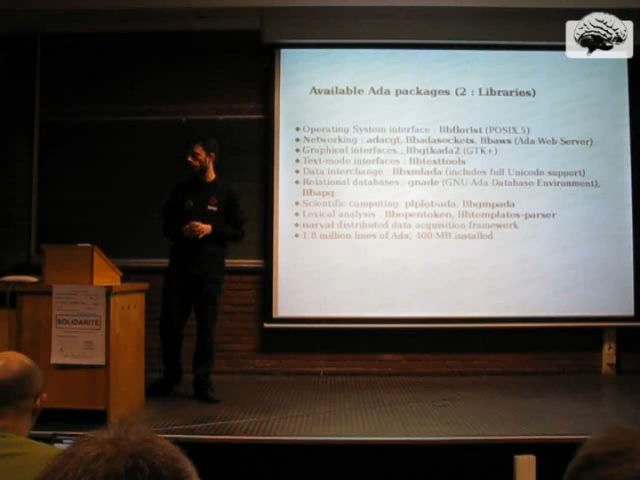 Available Ada packages (2 : Libraries)
Operating System interface : libflorist (POSIX.5)
Networking : adacgi, libadasockets, libaws (Ada Web Server)
Graphical interfaces : libgtkada2 (GTK+)
Text-mode interfaces : libtexttools
Data interchange : libxmlada (includes full Unicode support)
Relational databases : gnade (GNU Ada Database Environment),
libapq
Scientific computing : plplot-ada, libgmpada
Lexical analysis : libopentoken, libtemplates-parser
narval distributed data acquisition framework
1.8 million lines of Ada, 400 MB installed
SOLIDARITE